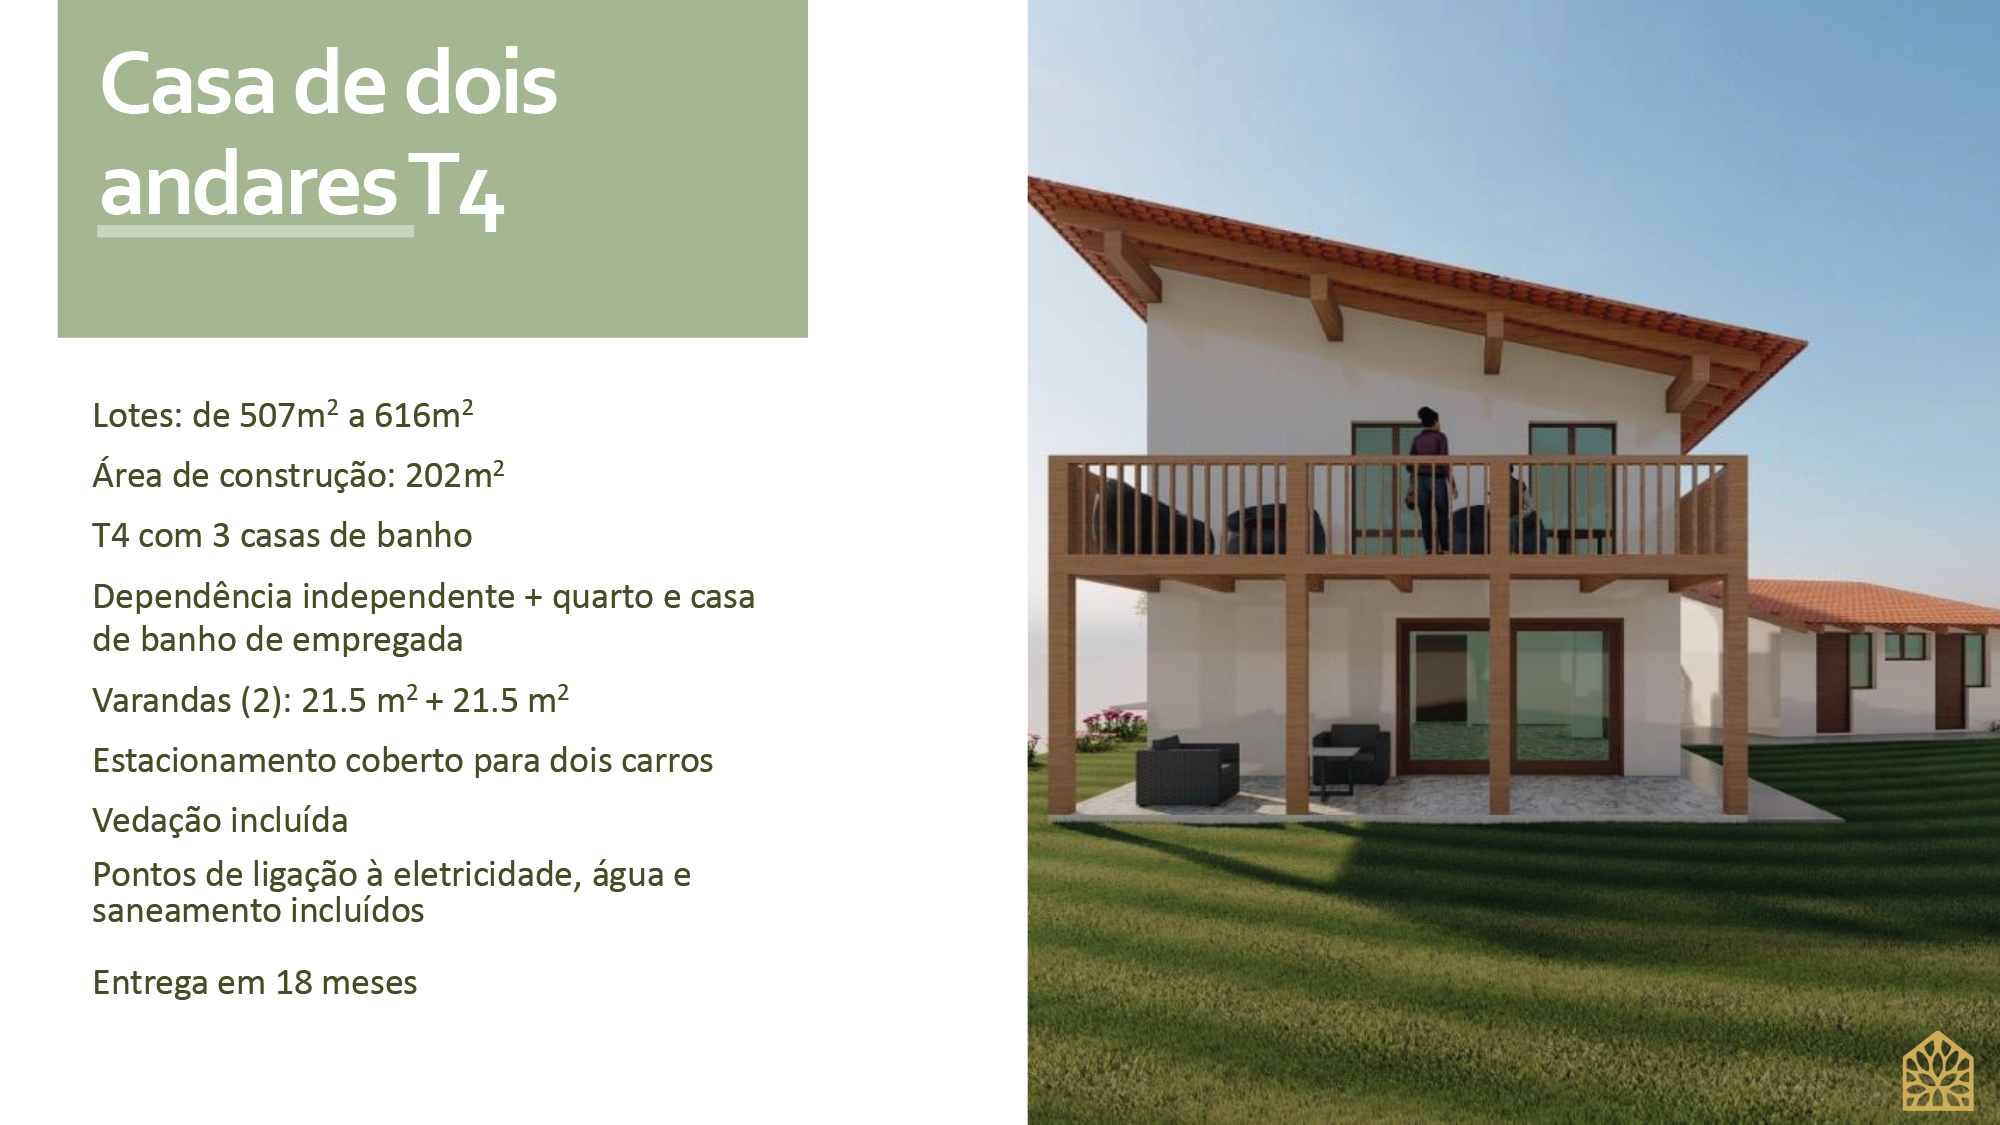 Casa de dois
andares T4
Lotes: de 507m² a 616m²
Área de construção: 202m²
T4 com 3 casas de banho
Dependência independente + quarto e casa
de banho de empregada
Varandas (2): 21.5 m² + 21.5 m²
Estacionamento coberto para dois carros
Vedação incluída
Pontos de ligação à eletricidade, água e
saneamento incluídos
Entrega em 18 meses